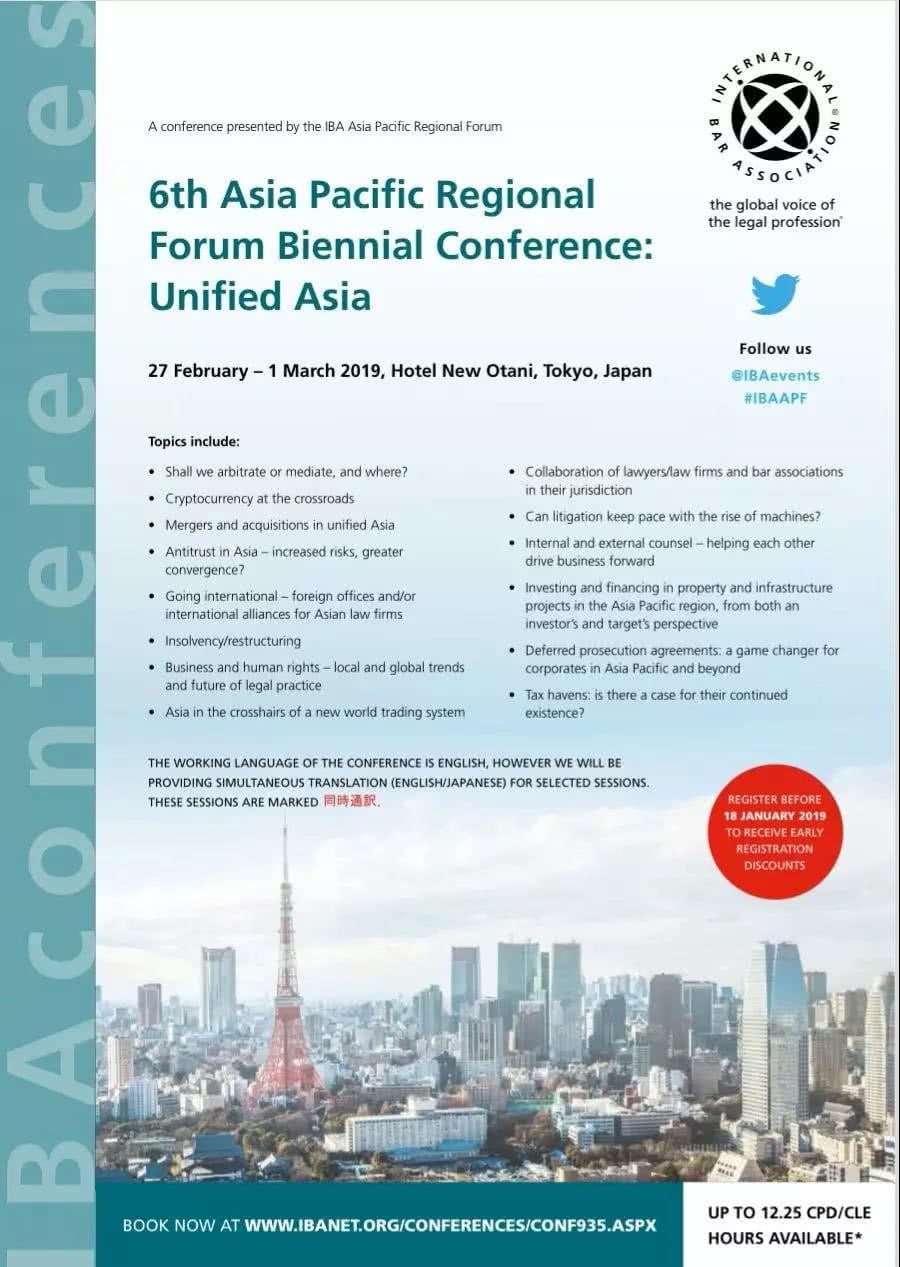 IBA conferences
INTERNATIONAL® BAR ASSOCIATION
the global voice of
the legal profession®
A conference presented by the IBA Asia Pacific Regional Forum
6th Asia Pacific Regional
Forum Biennial Conference:
Unified Asia
27 February – 1 March 2019, Hotel New Otani, Tokyo, Japan
Follow us
@IBAevents
#IBAAPF
Topics include:
• Shall we arbitrate or mediate, and where?
• Cryptocurrency at the crossroads
• Mergers and acquisitions in unified Asia
• Antitrust in Asia – increased risks, greater
convergence?
• Going international – foreign offices and/or
international alliances for Asian law firms
• Insolvency/restructuring
• Business and human rights – local and global trends
and future of legal practice
• Asia in the crosshairs of a new world trading system
• Collaboration of lawyers/law firms and bar associations
in their jurisdiction
• Can litigation keep pace with the rise of machines?
• Internal and external counsel – helping each other
drive business forward
• Investing and financing in property and infrastructure
projects in the Asia Pacific region, from both an
investor's and target's perspective
• Deferred prosecution agreements: a game changer for
corporates in Asia Pacific and beyond
• Tax havens: is there a case for their continued
existence?
THE WORKING LANGUAGE OF THE CONFERENCE IS ENGLISH, HOWEVER WE WILL BE
PROVIDING SIMULTANEOUS TRANSLATION (ENGLISH/JAPANESE) FOR SELECTED SESSIONS.
THESE SESSIONS ARE MARKED 同時通訳.
REGISTER BEFORE
18 JANUARY 2019
TO RECEIVE EARLY
REGISTRATION
DISCOUNTS
BOOK NOW AT WWW.IBANET.ORG/CONFERENCES/CONF935.ASPX
UP TO 12.25 CPD/CLE
HOURS AVAILABLE*